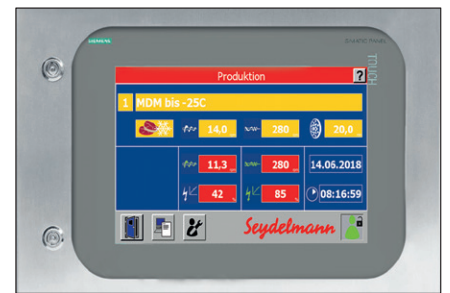 SIEMENS
SIMATIC PANEL
TOUCH
Produktion ?
1 MDM bis -25C
14,0 280 20,0
11,3 280 14.06.2018
42 % 85 % 08:16:59
Seydelmann